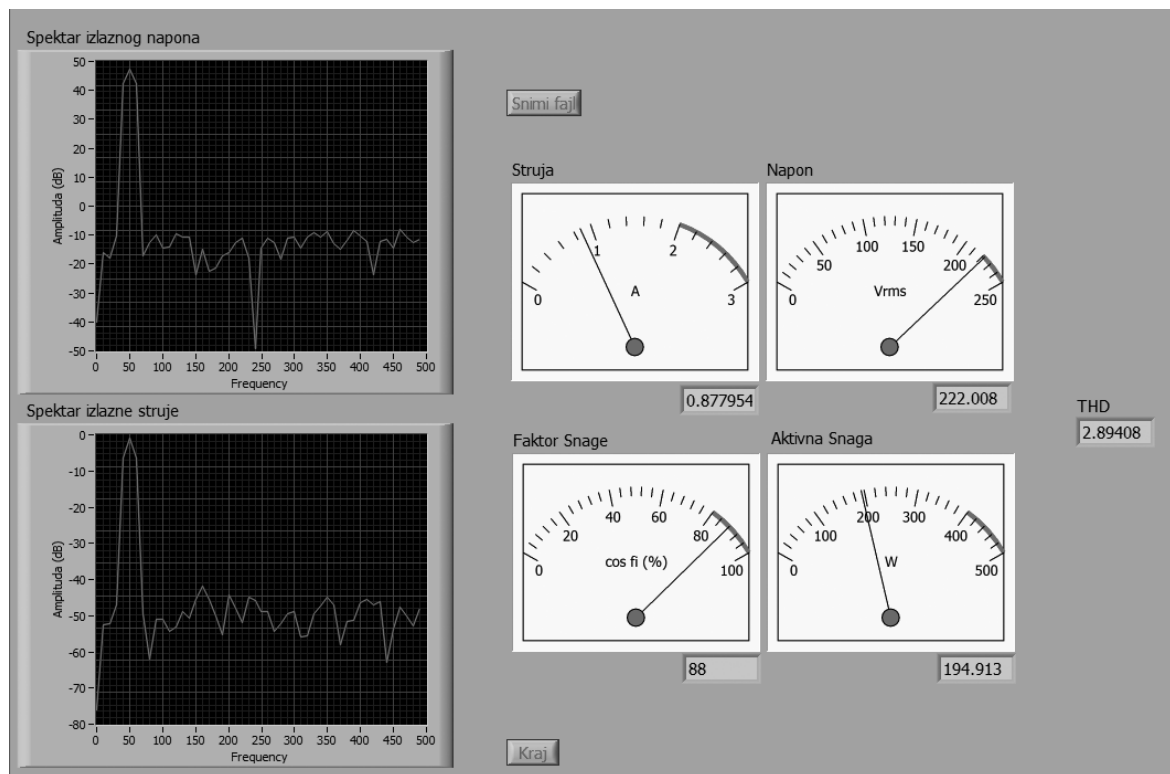 Spektar izlaznog napona
Amplituda (dB)
50
40
30
20
10
0
-10
-20
-30
-40
-50
0 50 100 150 200 250 300 350 400 450 500
Frequency
Snimi fajl
Struja
0 1 2 3
A
0.877954
Napon
0 50 100 150 200 250
Vrms
222.008
THD
2.89408
Spektar izlazne struje
Amplituda (dB)
0
-10
-20
-30
-40
-50
-60
-70
-80
0 50 100 150 200 250 300 350 400 450 500
Frequency
Faktor Snage
0 20 40 60 80 100
cos fi (%)
88
Aktivna Snaga
0 100 200 300 400 500
W
194.913
Kraj